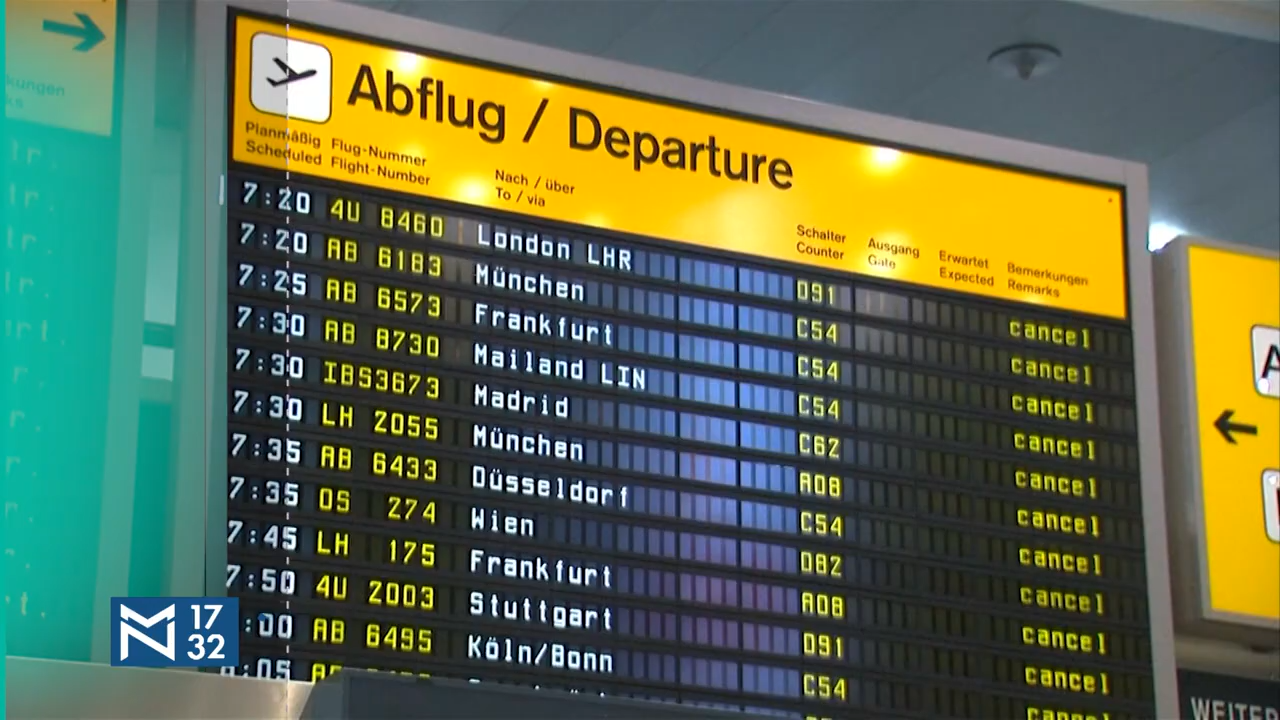 Abflug / Departure
Planmäßig Flug-Nummer Nach / über Schalter Ausgang Erwartet Bemerkungen
Scheduled Flight-Number To / via Counter Gate Expected Remarks
7:20 4U 8460 London LHR D91 cancel
7:20 AB 6183 München C54 cancel
7:25 AB 6573 Frankfurt C54 cancel
7:30 AB 8730 Mailand LIN C54 cancel
7:30 IBS3673 Madrid C62 cancel
7:30 LH 2055 München A08 cancel
7:35 AB 6433 Düsseldorf C54 cancel
7:35 OS 274 Wien D82 cancel
7:45 LH 175 Frankfurt A08 cancel
7:50 4U 2003 Stuttgart D91 cancel
:00 AB 6495 Köln/Bonn C54 cancel
:05
17
32
WEITER